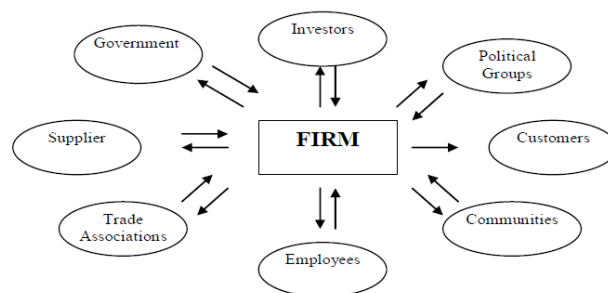 Government
Investors
Political
Groups
Supplier
FIRM
Customers
Trade
Associations
Employees
Communities